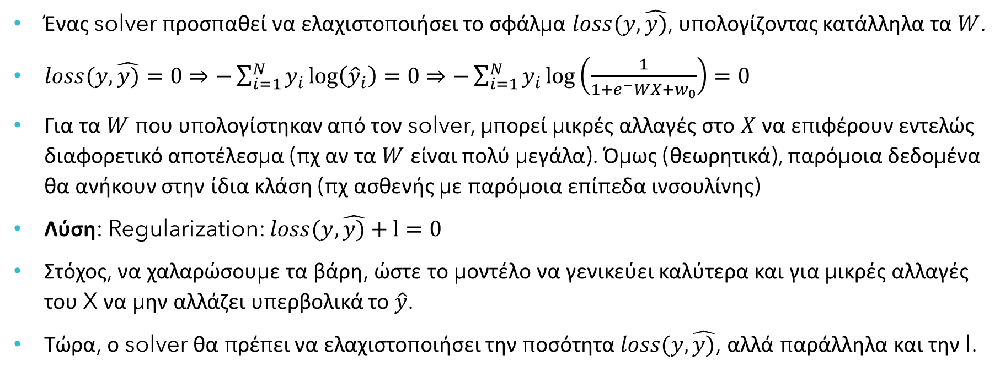 • Ένας solver προσπαθεί να ελαχιστοποιήσει το σφάλμα $loss(y, \widehat{y})$, υπολογίζοντας κατάλληλα τα $W$.
• $loss(y, \widehat{y}) = 0 \Rightarrow -\sum_{i=1}^{N} y_i \log(\hat{y}_i) = 0 \Rightarrow -\sum_{i=1}^{N} y_i \log\left(\frac{1}{1+e^{-WX+w_0}}\right) = 0$
• Για τα $W$ που υπολογίστηκαν από τον solver, μπορεί μικρές αλλαγές στο $X$ να επιφέρουν εντελώς
διαφορετικό αποτέλεσμα (πχ αν τα $W$ είναι πολύ μεγάλα). Όμως (θεωρητικά), παρόμοια δεδομένα
θα ανήκουν στην ίδια κλάση (πχ ασθενής με παρόμοια επίπεδα ινσουλίνης)
• Λύση: Regularization: $loss(y, \widehat{y}) + \mathrm{l} = 0$
• Στόχος, να χαλαρώσουμε τα βάρη, ώστε το μοντέλο να γενικεύει καλύτερα και για μικρές αλλαγές
του X να μην αλλάζει υπερβολικά το $\hat{y}$.
• Τώρα, ο solver θα πρέπει να ελαχιστοποιήσει την ποσότητα $loss(y, \widehat{y})$, αλλά παράλληλα και την l.